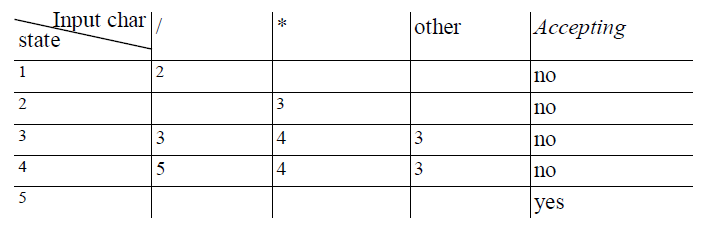 Input char / * other Accepting
state
1 2 no
2 3 no
3 3 4 3 no
4 5 4 3 no
5 yes